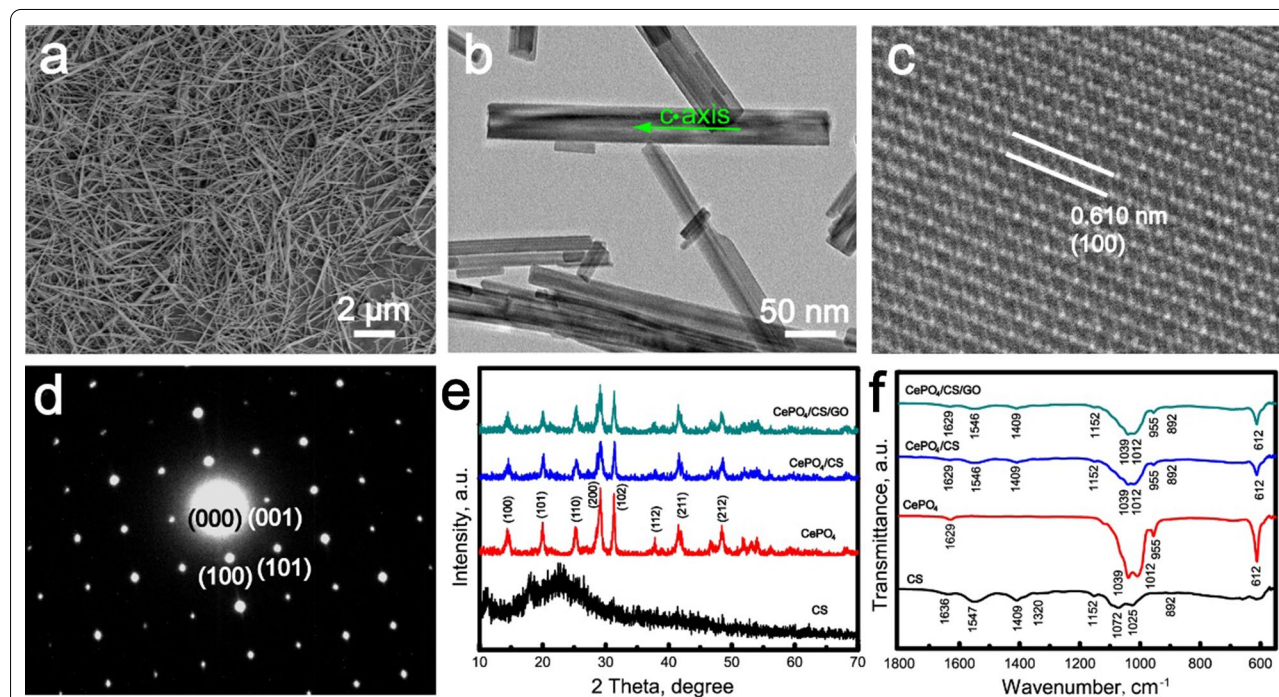 a
2 µm
b
c-axis
50 nm
c
0.610 nm
(100)
d
(000) (001)
(100) (101)
e
Intensity, a.u.
CePO₄/CS/GO
CePO₄/CS
(100) (101) (110) (200) (102) (112) (211) (212)
CePO₄
CS
10 20 30 40 50 60 70
2 Theta, degree
f
Transmittance, a.u.
CePO₄/CS/GO
1629 1546 1409 1152 1039 1012 955 892 612
CePO₄/CS
1629 1546 1409 1152 1039 1012 955 892 612
CePO₄
1629 1039 1012 955 612
CS
1636 1547 1409 1320 1152 1072 1025 892
1800 1600 1400 1200 1000 800 600
Wavenumber, cm⁻¹